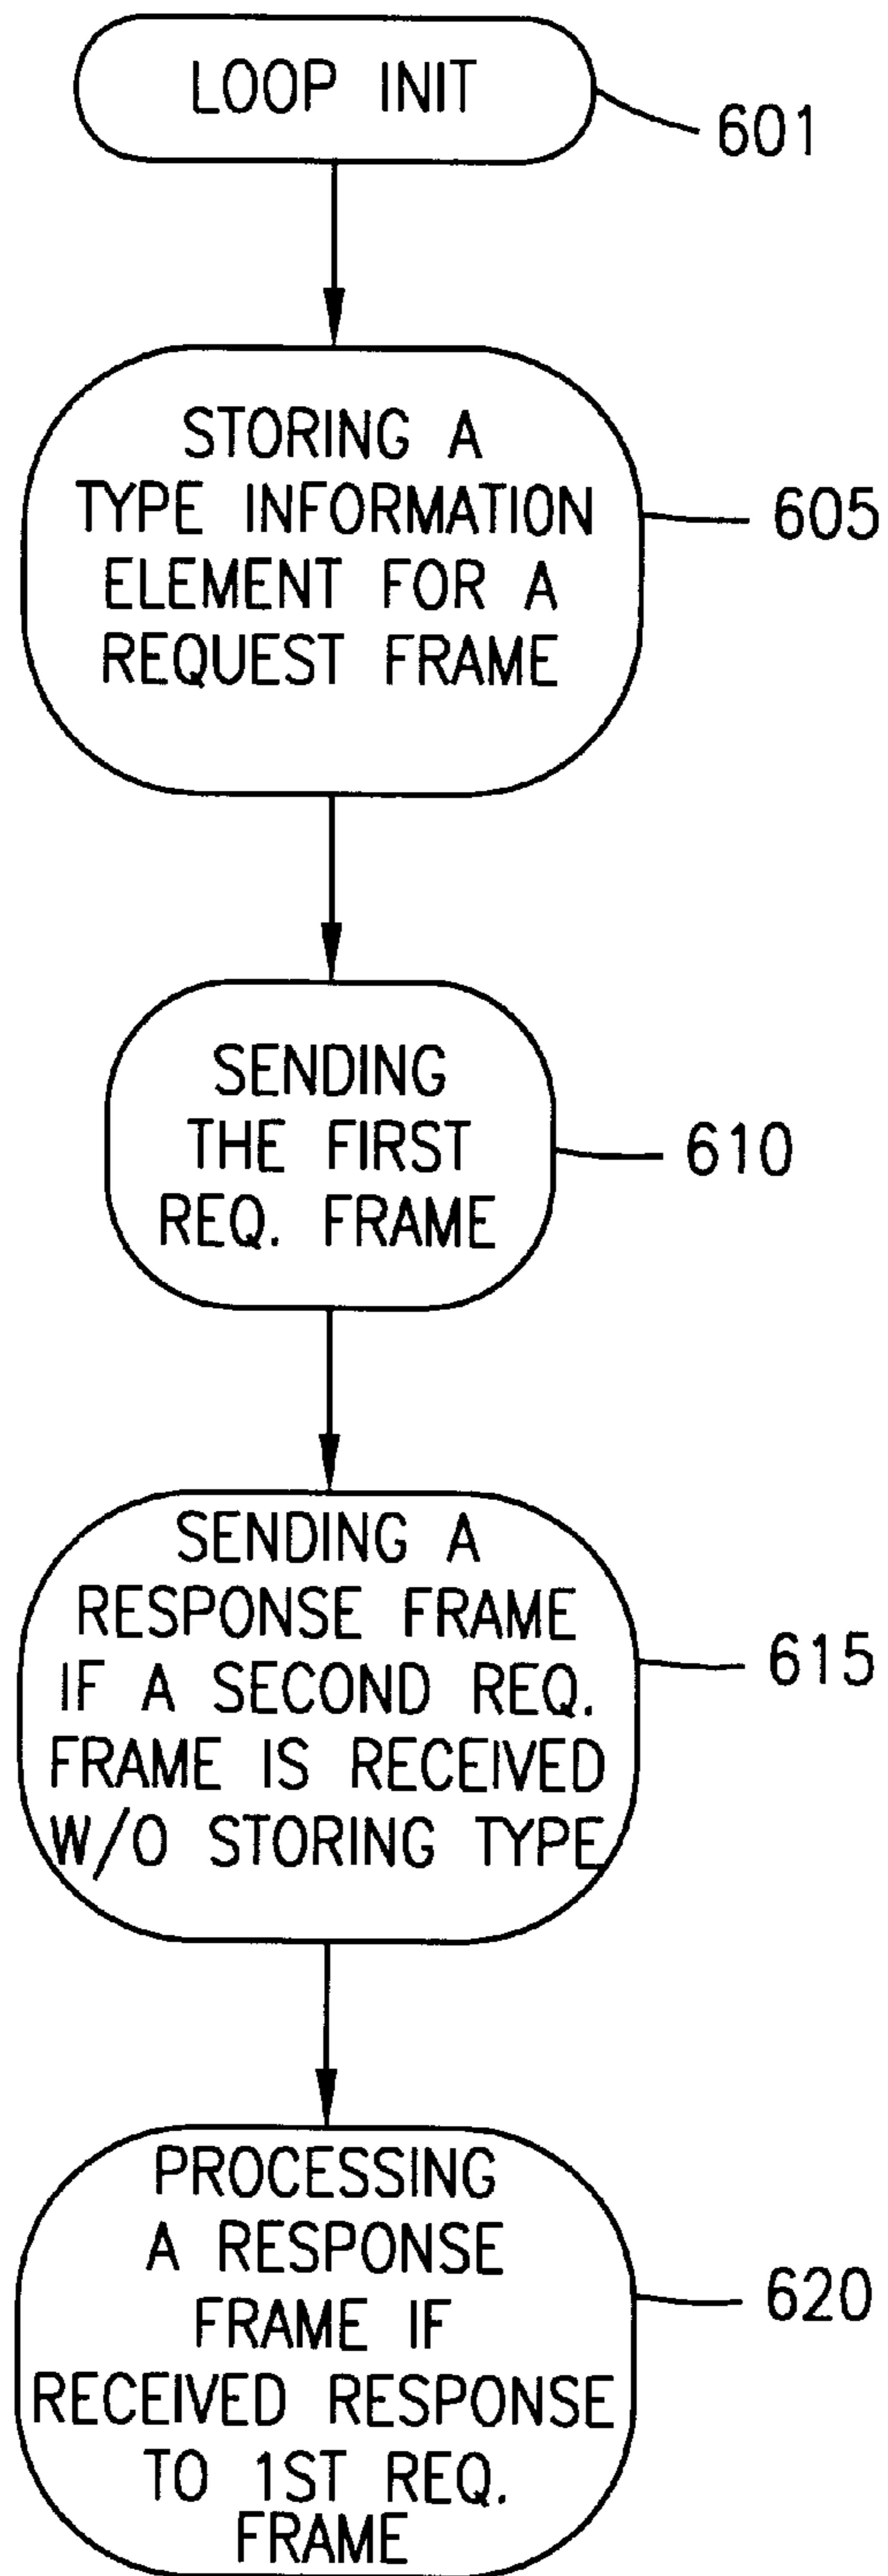 LOOP INIT
601
STORING A
TYPE INFORMATION
ELEMENT FOR A
REQUEST FRAME
605
SENDING
THE FIRST
REQ. FRAME
610
SENDING A
RESPONSE FRAME
IF A SECOND REQ.
FRAME IS RECEIVED
W/O STORING TYPE
615
PROCESSING
A RESPONSE
FRAME IF
RECEIVED RESPONSE
TO 1ST REQ.
FRAME
620